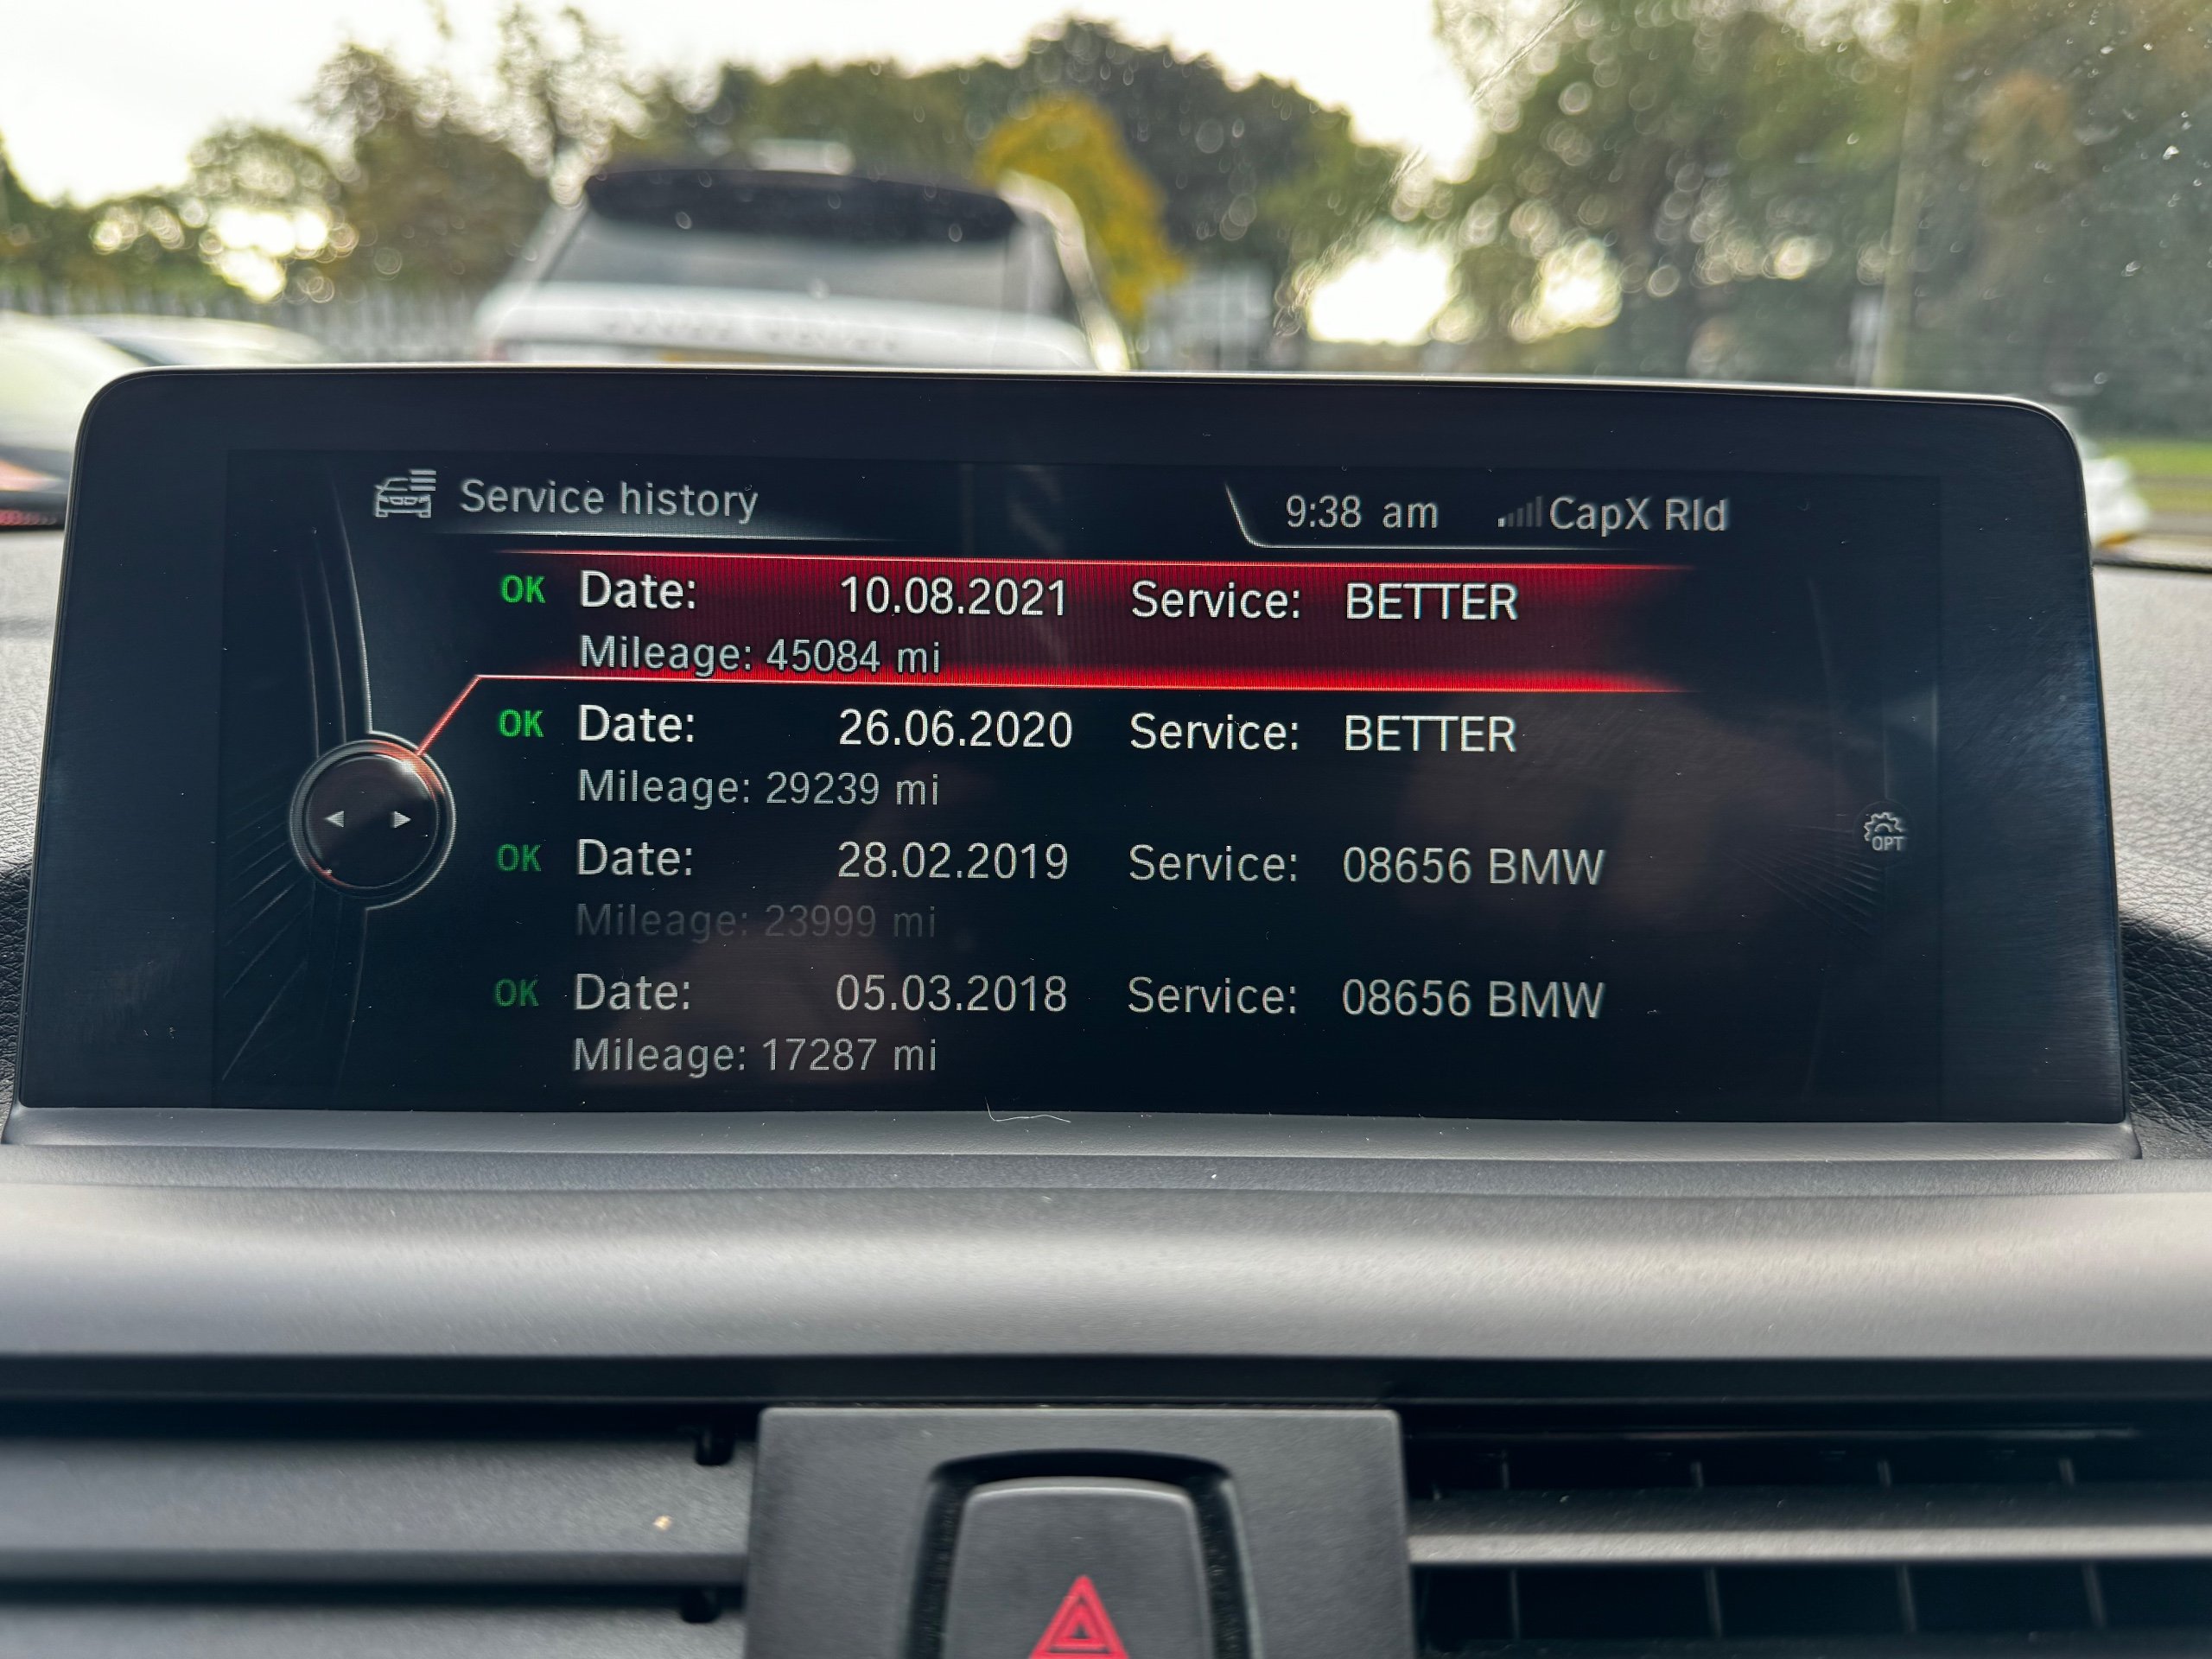 Service history
9:38 am CapX Rld
OK Date: 10.08.2021 Service: BETTER
Mileage: 45084 mi
OK Date: 26.06.2020 Service: BETTER
Mileage: 29239 mi
OK Date: 28.02.2019 Service: 08656 BMW
Mileage: 23999 mi
OPT
OK Date: 05.03.2018 Service: 08656 BMW
Mileage: 17287 mi